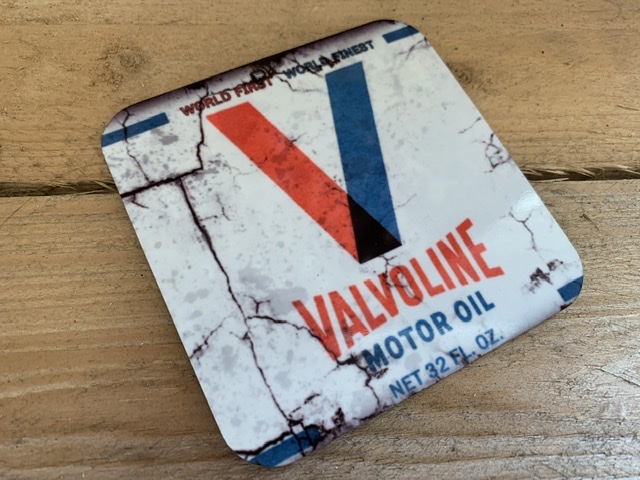 WORLD FIRST WORLD FINEST
V
VALVOLINE
MOTOR OIL
NET 32 FL. OZ.